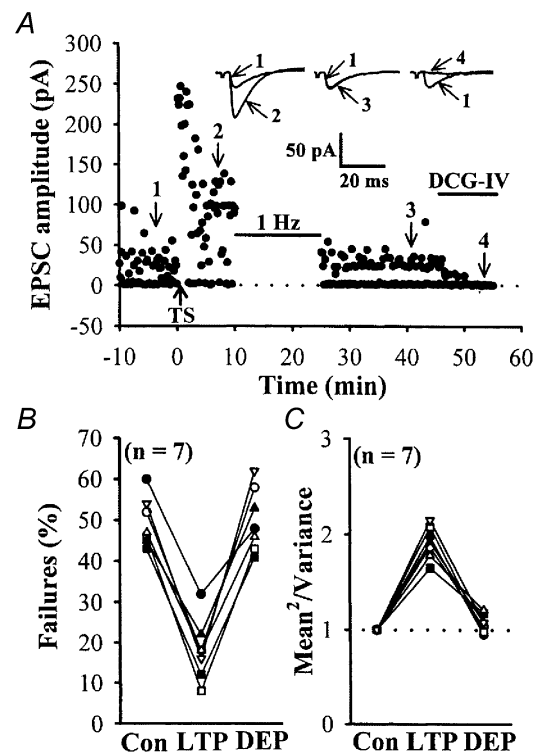 A
300
250
200
150
100
50
0
-50
EPSC amplitude (pA)
1
2
1
2
1
3
4
1
50 pA
20 ms
DCG-IV
1 Hz
3
4
TS
-10 0 10 20 30 40 50 60
Time (min)
B
70
60
50
40
30
20
10
0
Failures (%)
(n = 7)
Con LTP DEP
C
3
2
1
0
Mean²/Variance
(n = 7)
Con LTP DEP